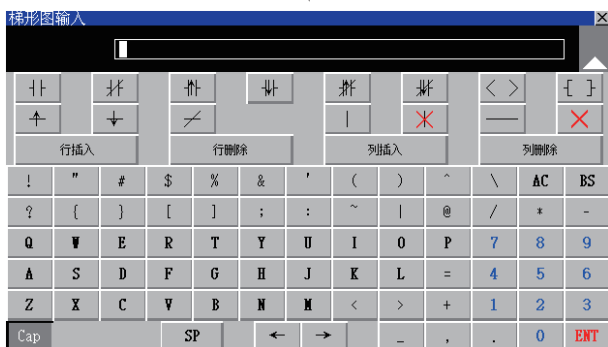 梯形图输入 ×
< > { }
行插入 行删除 列插入 列删除
! " # $ % & ' ( ) ^ \ AC BS
? { } [ ] ; : ~ | @ / * -
Q W E R T Y U I O P 7 8 9
A S D F G H J K L = 4 5 6
Z X C V B N M < > + 1 2 3
Cap SP ← → _ , . 0 ENT